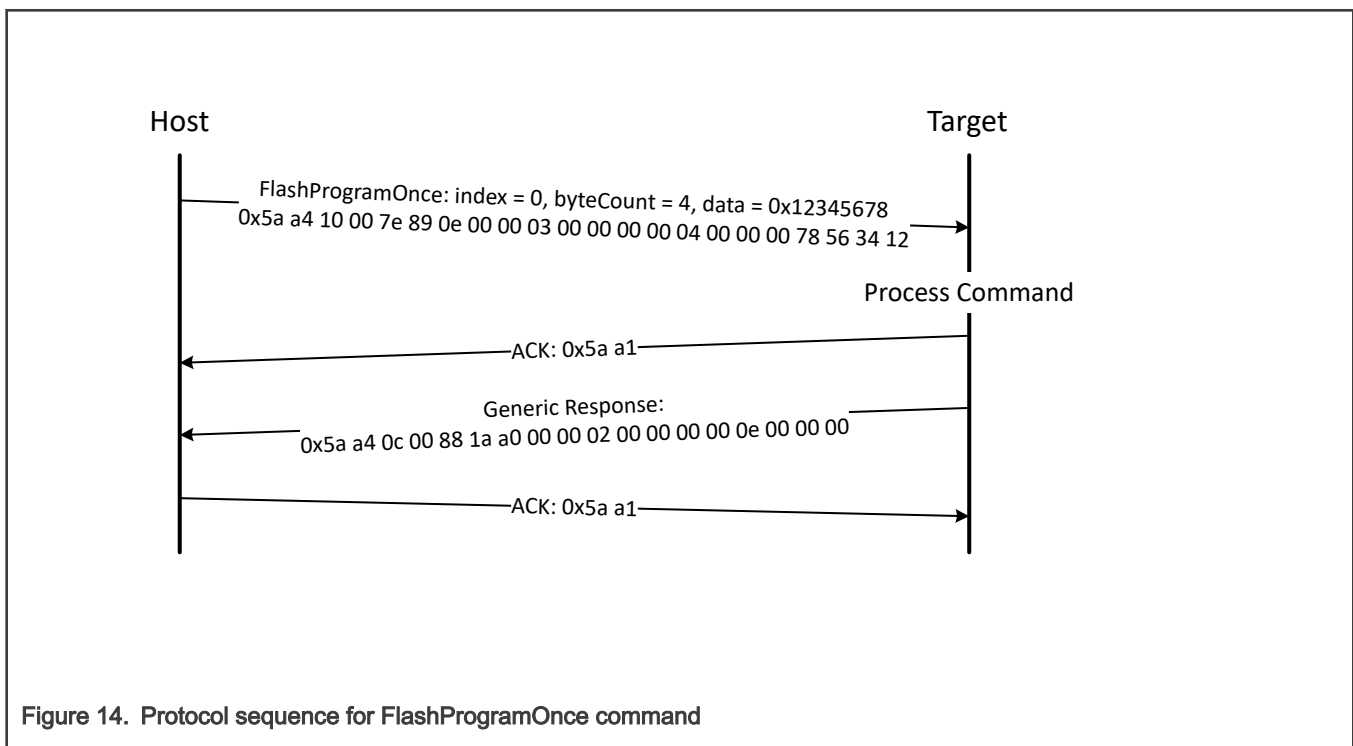 Host
Target
FlashProgramOnce: index = 0, byteCount = 4, data = 0x12345678
0x5a a4 10 00 7e 89 0e 00 00 03 00 00 00 00 04 00 00 00 78 56 34 12
Process Command
ACK: 0x5a a1
Generic Response:
0x5a a4 0c 00 88 1a a0 00 00 02 00 00 00 00 0e 00 00 00
ACK: 0x5a a1
Figure 14. Protocol sequence for FlashProgramOnce command